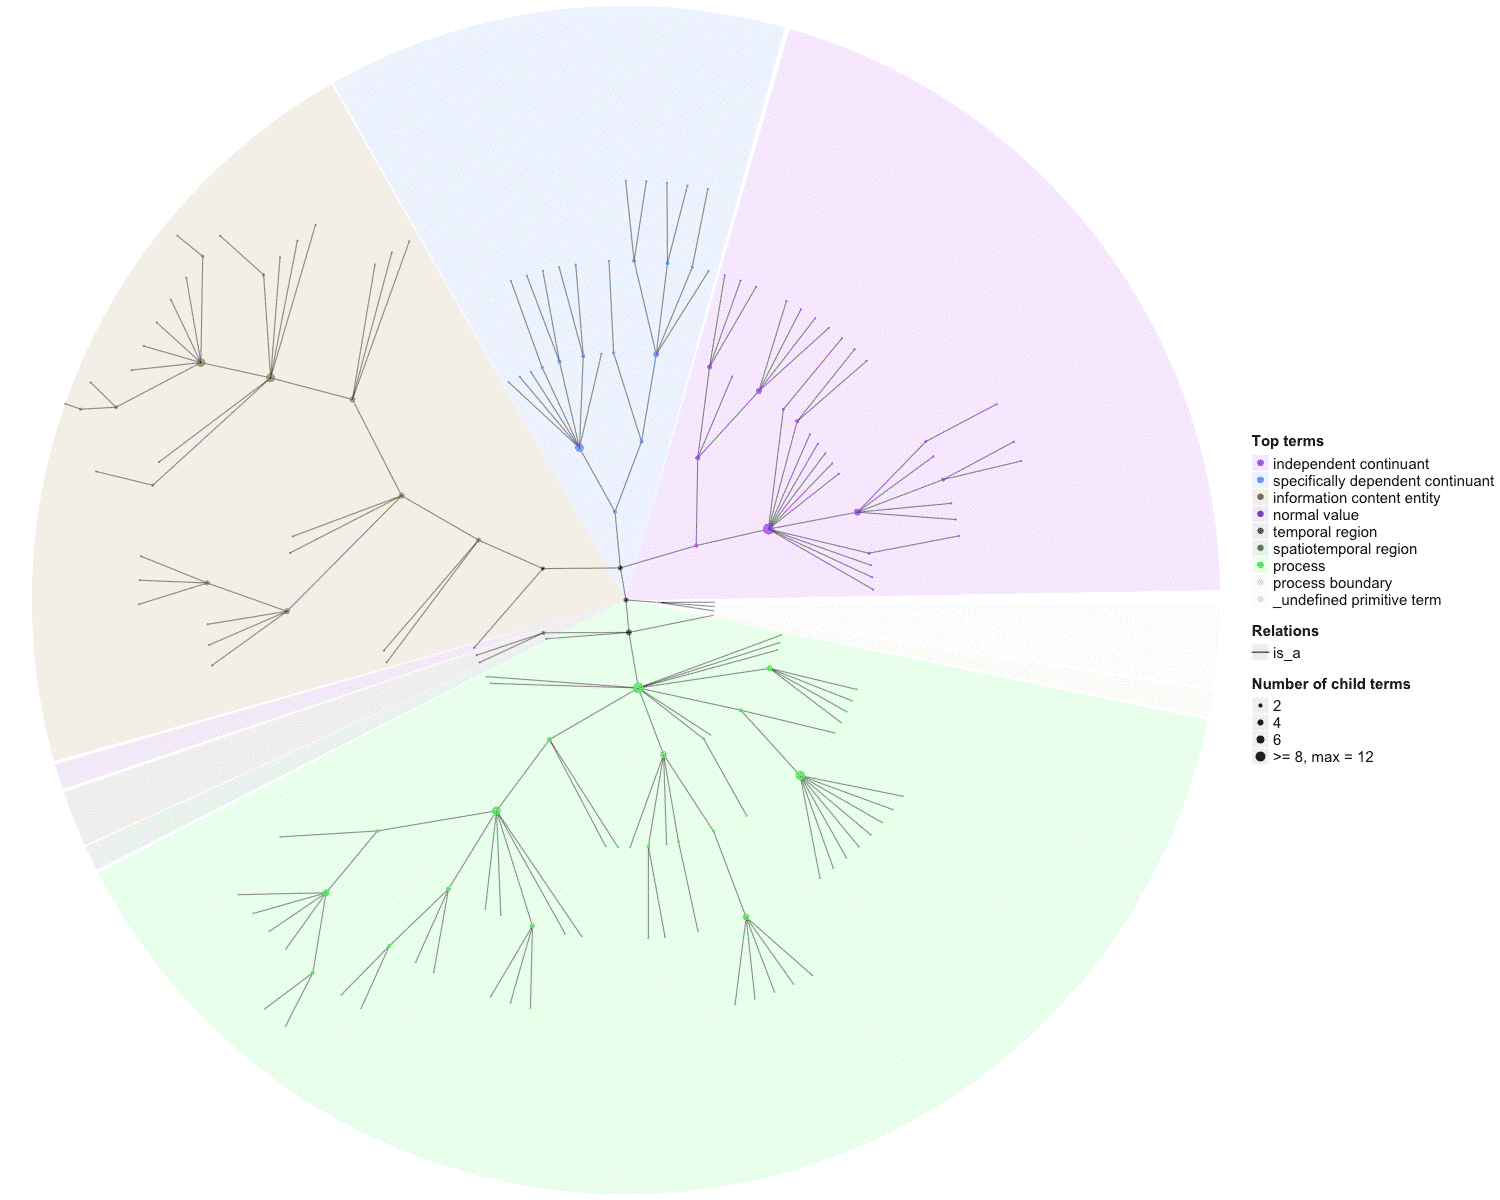 Top terms
independent continuant
specifically dependent continuant
information content entity
normal value
temporal region
spatiotemporal region
process
process boundary
_undefined primitive term
Relations
is_a
Number of child terms
2
4
6
>= 8, max = 12